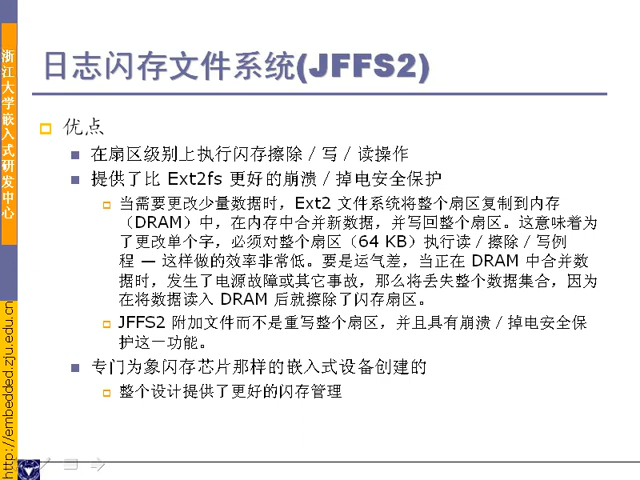 日志闪存文件系统(JFFS2)
优点
在扇区级别上执行闪存擦除/写/读操作
提供了比 Ext2fs 更好的崩溃/掉电安全保护
当需要更改少量数据时，Ext2 文件系统将整个扇区复制到内存
（DRAM）中，在内存中合并新数据，并写回整个扇区。这意味着为
了更改单个字，必须对整个扇区（64 KB）执行读/擦除/写例
程 — 这样做的效率非常低。要是运气差，当正在 DRAM 中合并数
据时，发生了电源故障或其它事故，那么将丢失整个数据集合，因为
在将数据读入 DRAM 后就擦除了闪存扇区。
JFFS2 附加文件而不是重写整个扇区，并且具有崩溃/掉电安全保
护这一功能。
专门为象闪存芯片那样的嵌入式设备创建的
整个设计提供了更好的闪存管理
浙江大学嵌入式研发中心
http://embedded.zju.edu.cn